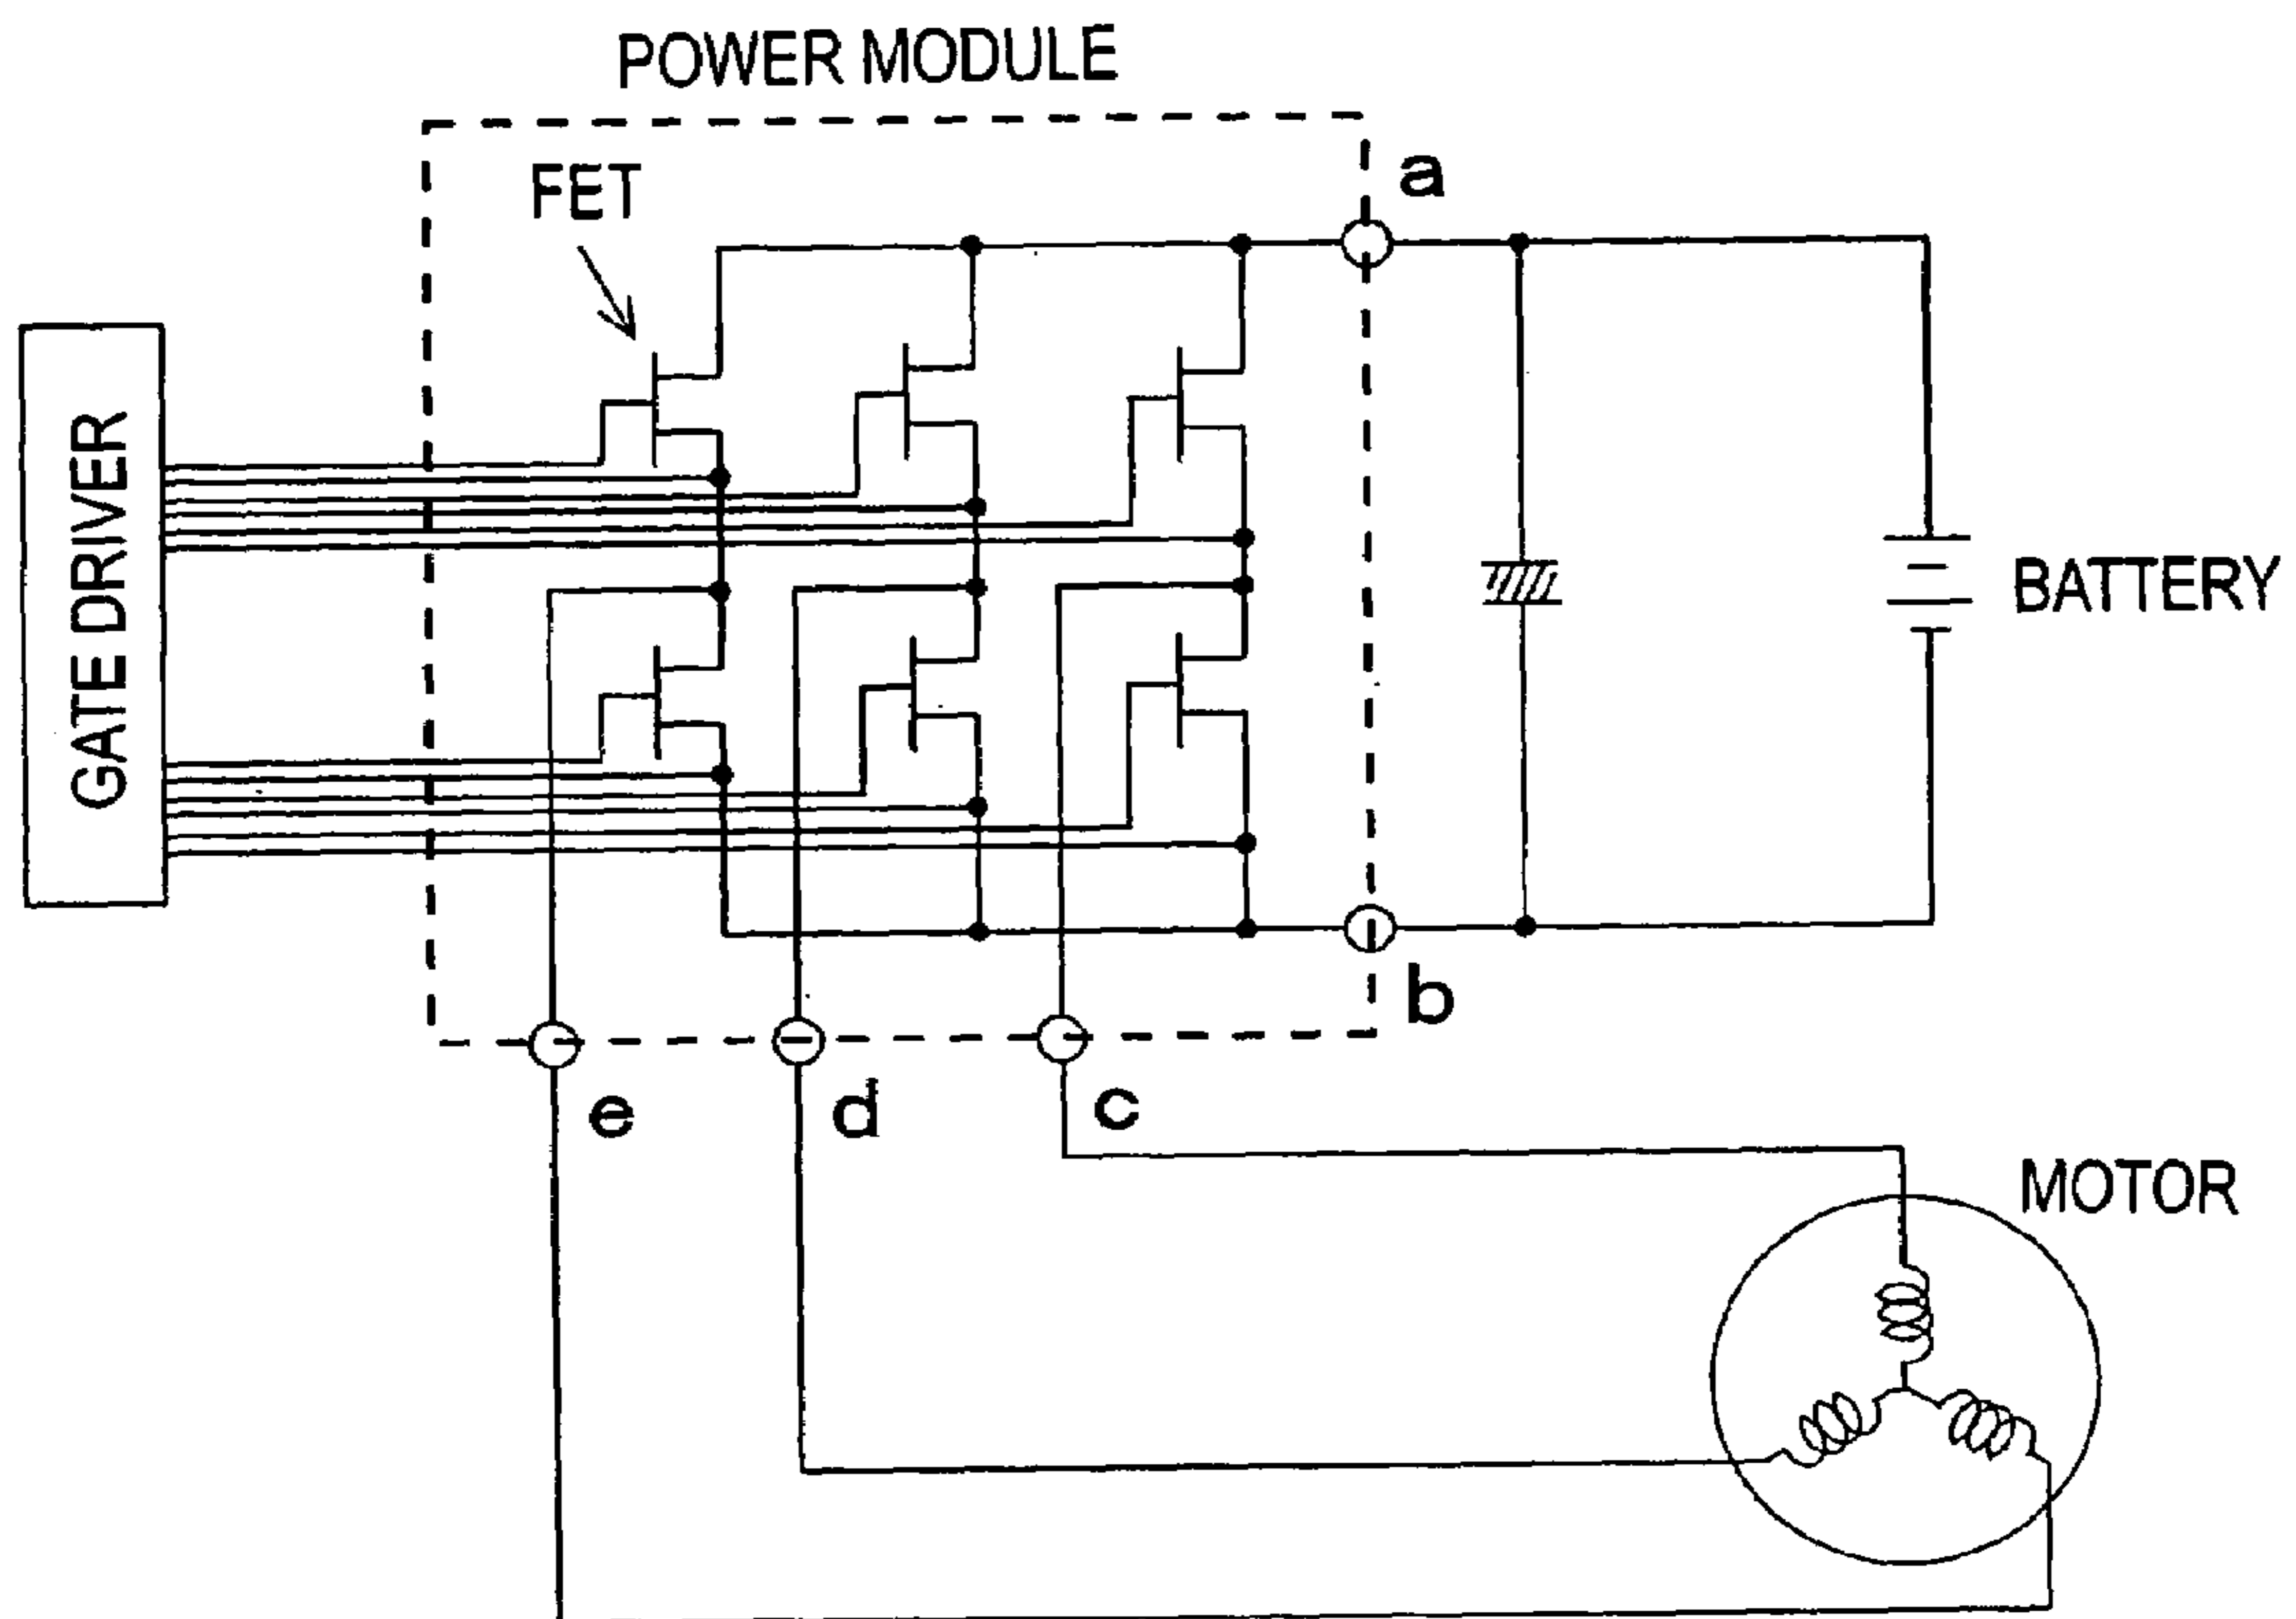 POWER MODULE
FET
a
GATE DRIVER
BATTERY
b
e
d
c
MOTOR